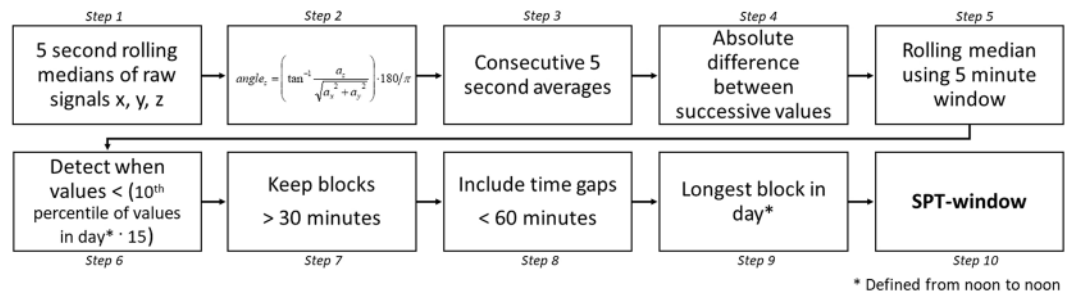 Step 1
5 second rolling
medians of raw
signals x, y, z
Step 2
angle_z = (tan⁻¹ a_z / √(a_x² + a_y²)) · 180/π
Step 3
Consecutive 5
second averages
Step 4
Absolute
difference
between
successive values
Step 5
Rolling median
using 5 minute
window
Detect when
values < (10th
percentile of values
in day* · 15)
Step 6
Keep blocks
> 30 minutes
Step 7
Include time gaps
< 60 minutes
Step 8
Longest block in
day*
Step 9
SPT-window
Step 10
* Defined from noon to noon